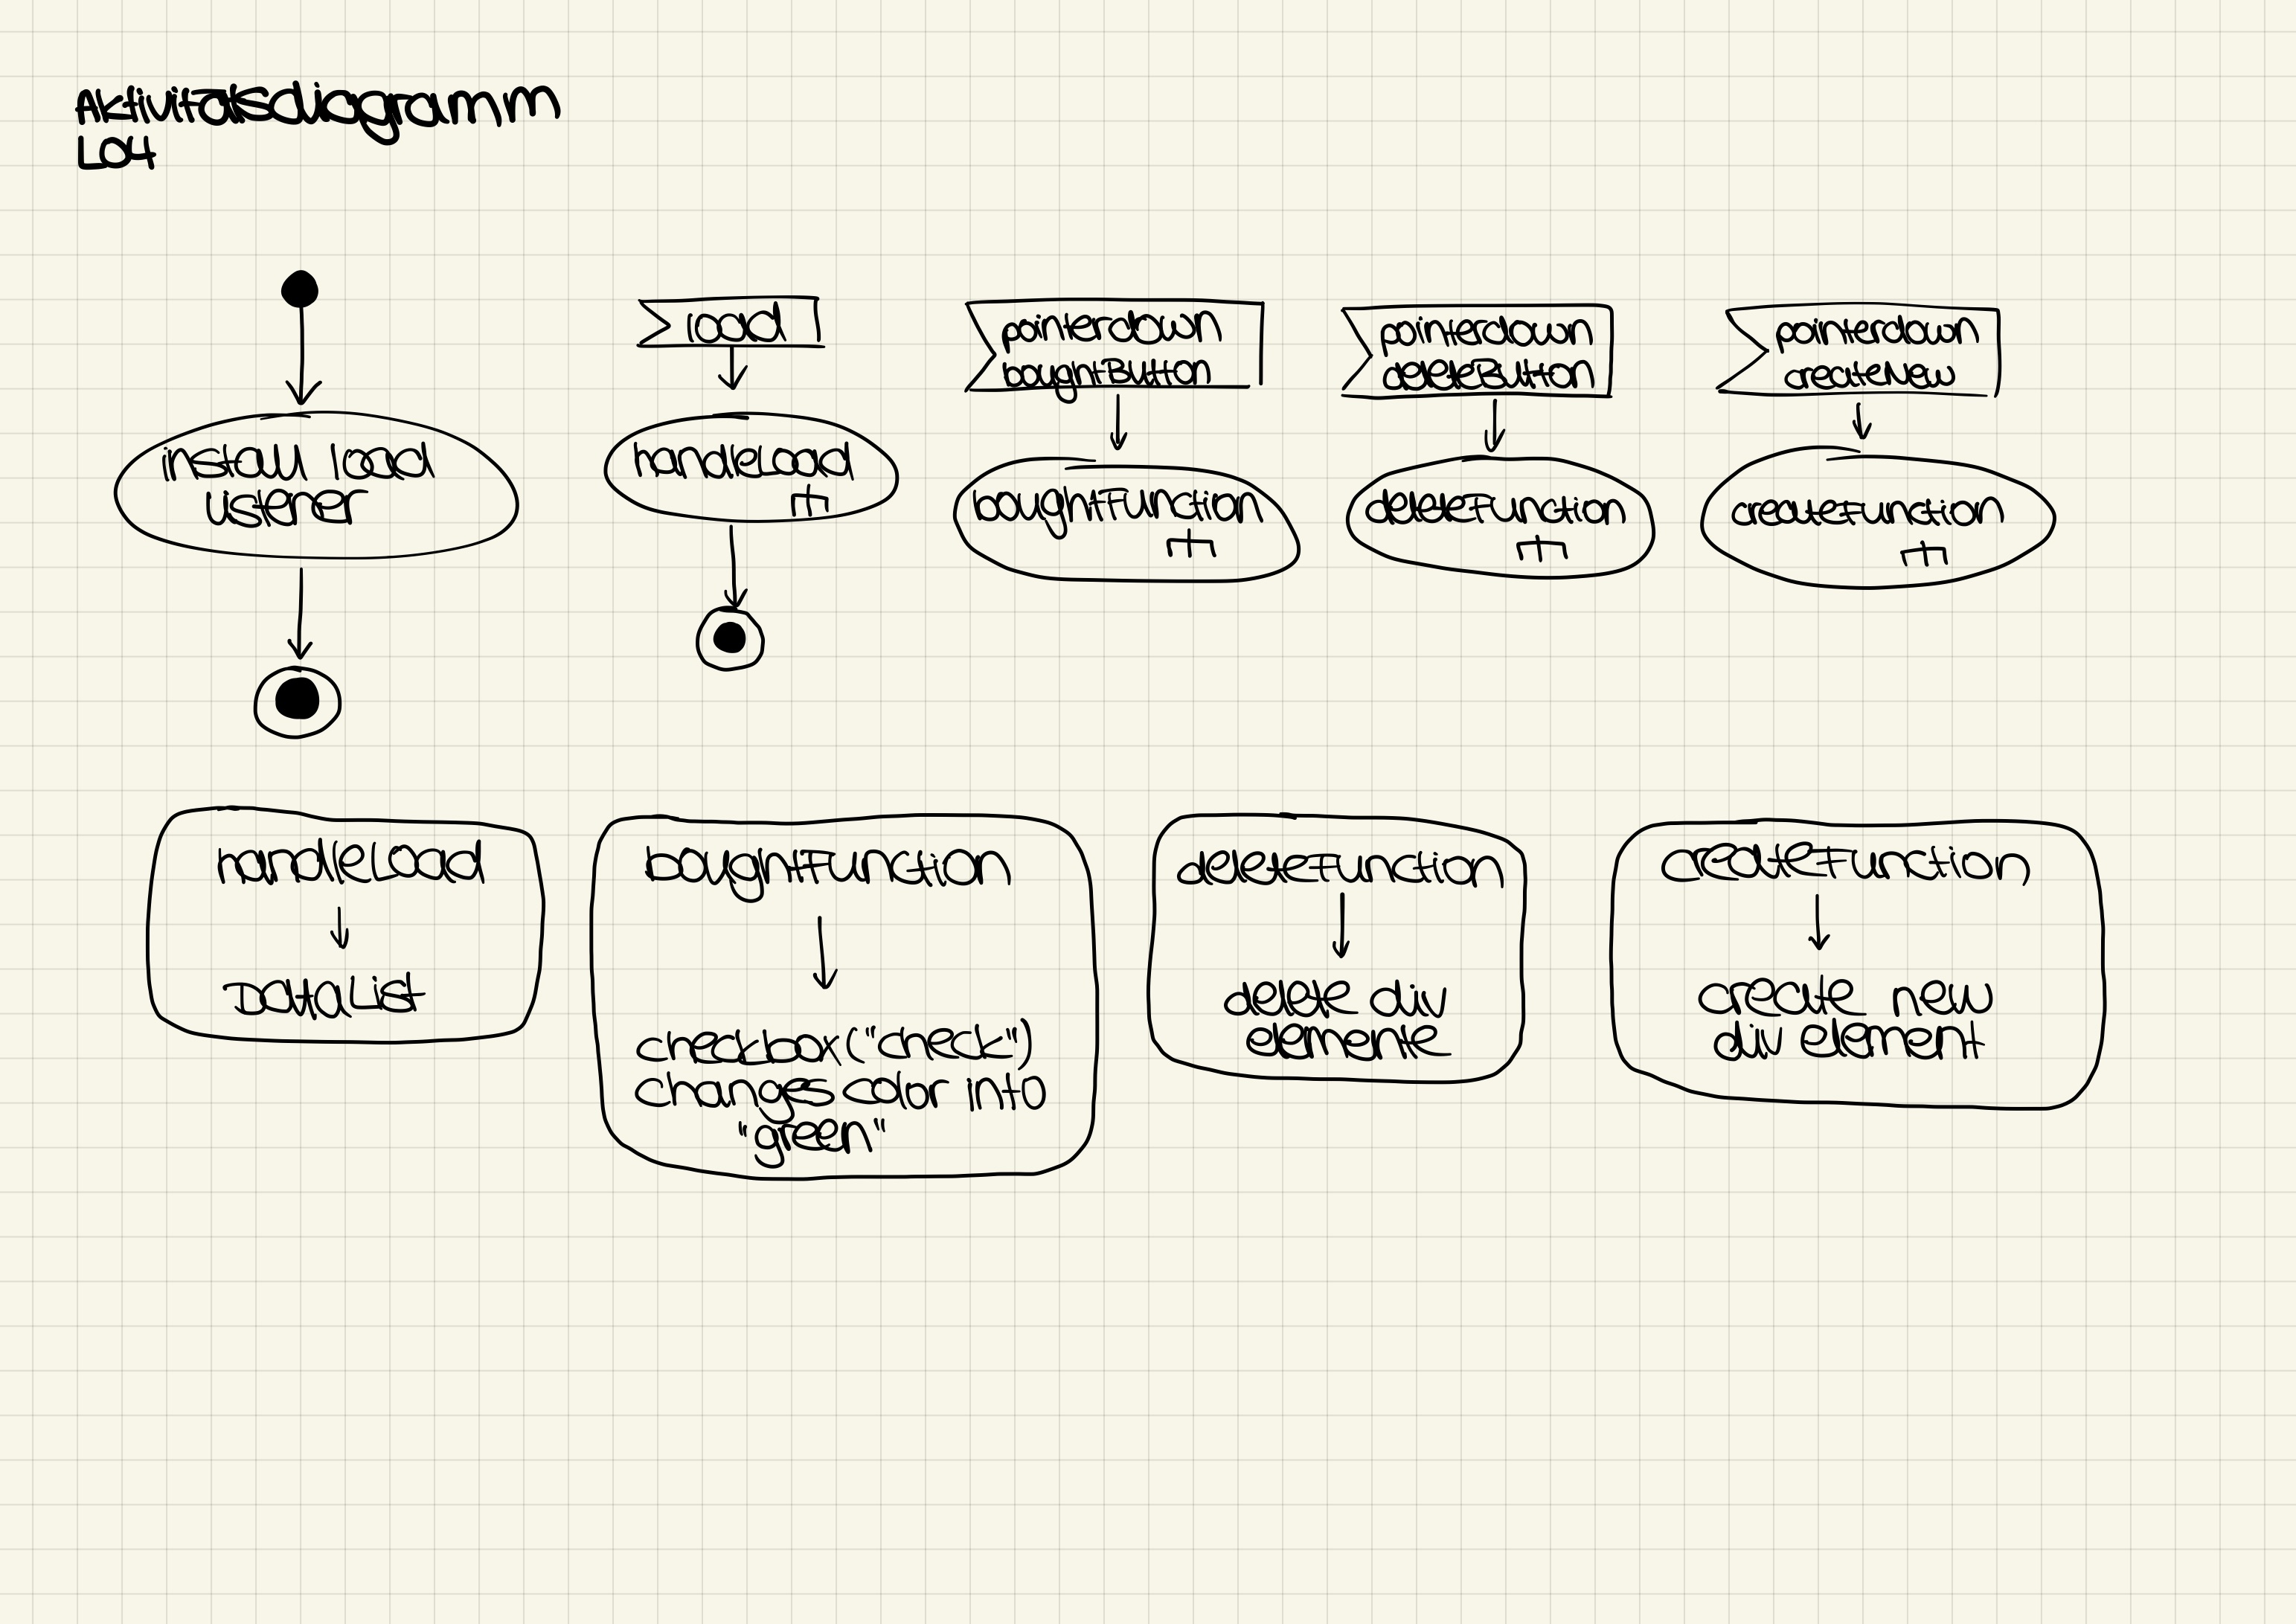 Aktivitätsdiagramm
L04
load
pointerdown
boughtButton
pointerdown
deleteButton
pointerdown
createNew
install load
listener
handleLoad
boughtFunction
deleteFunction
createFunction
handleLoad
DataList
boughtFunction
checkbox ("check")
changes color into
"green"
deleteFunction
delete div
elemente
createFunction
create new
div element